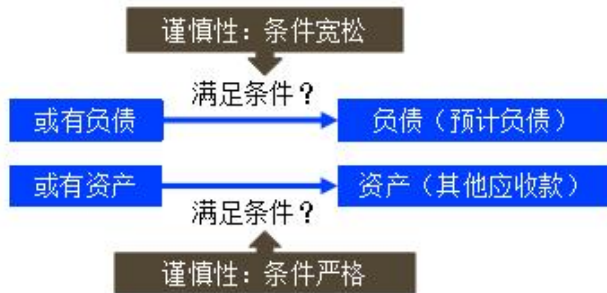 谨慎性：条件宽松
满足条件？
或有负债
负债（预计负债）
或有资产
资产（其他应收款）
满足条件？
谨慎性：条件严格